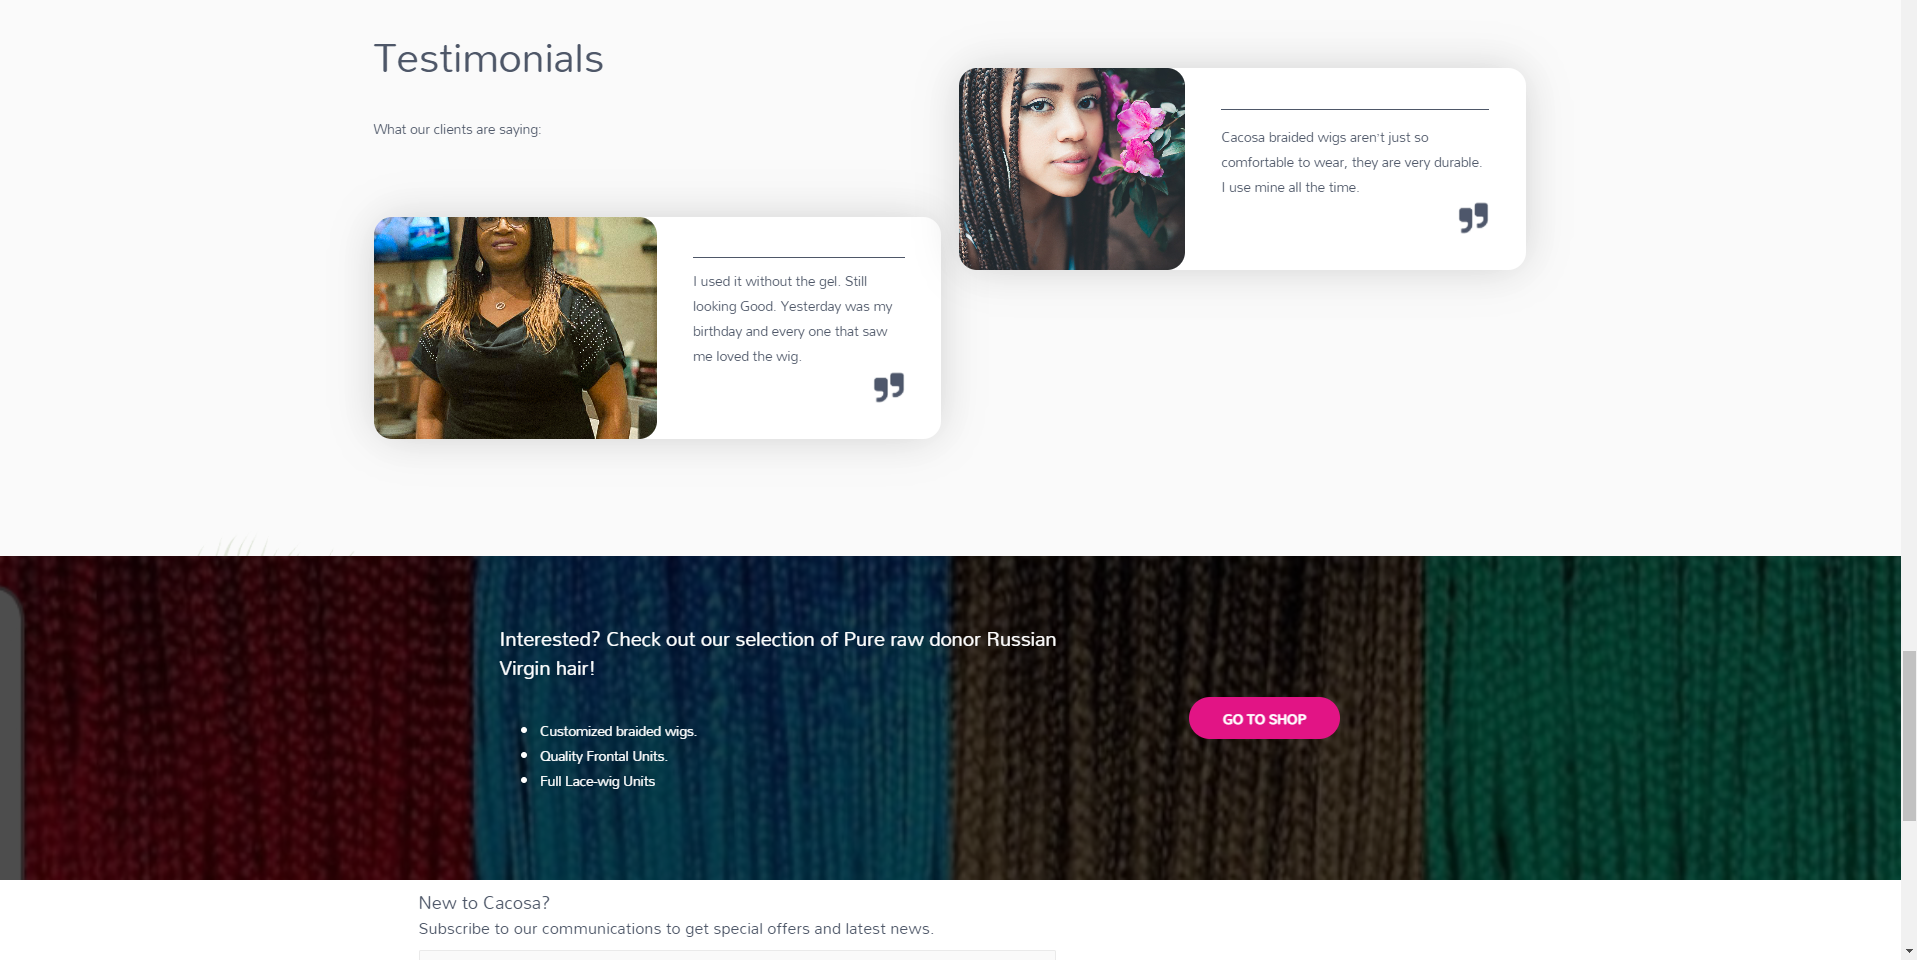 Testimonials
What our clients are saying:
Cacosa braided wigs aren't just so
comfortable to wear, they are very durable.
I use mine all the time.
I used it without the gel. Still
looking Good. Yesterday was my
birthday and every one that saw
me loved the wig.
Interested? Check out our selection of Pure raw donor Russian
Virgin hair!
Customized braided wigs.
Quality Frontal Units.
Full Lace-wig Units
GO TO SHOP
New to Cacosa?
Subscribe to our communications to get special offers and latest news.